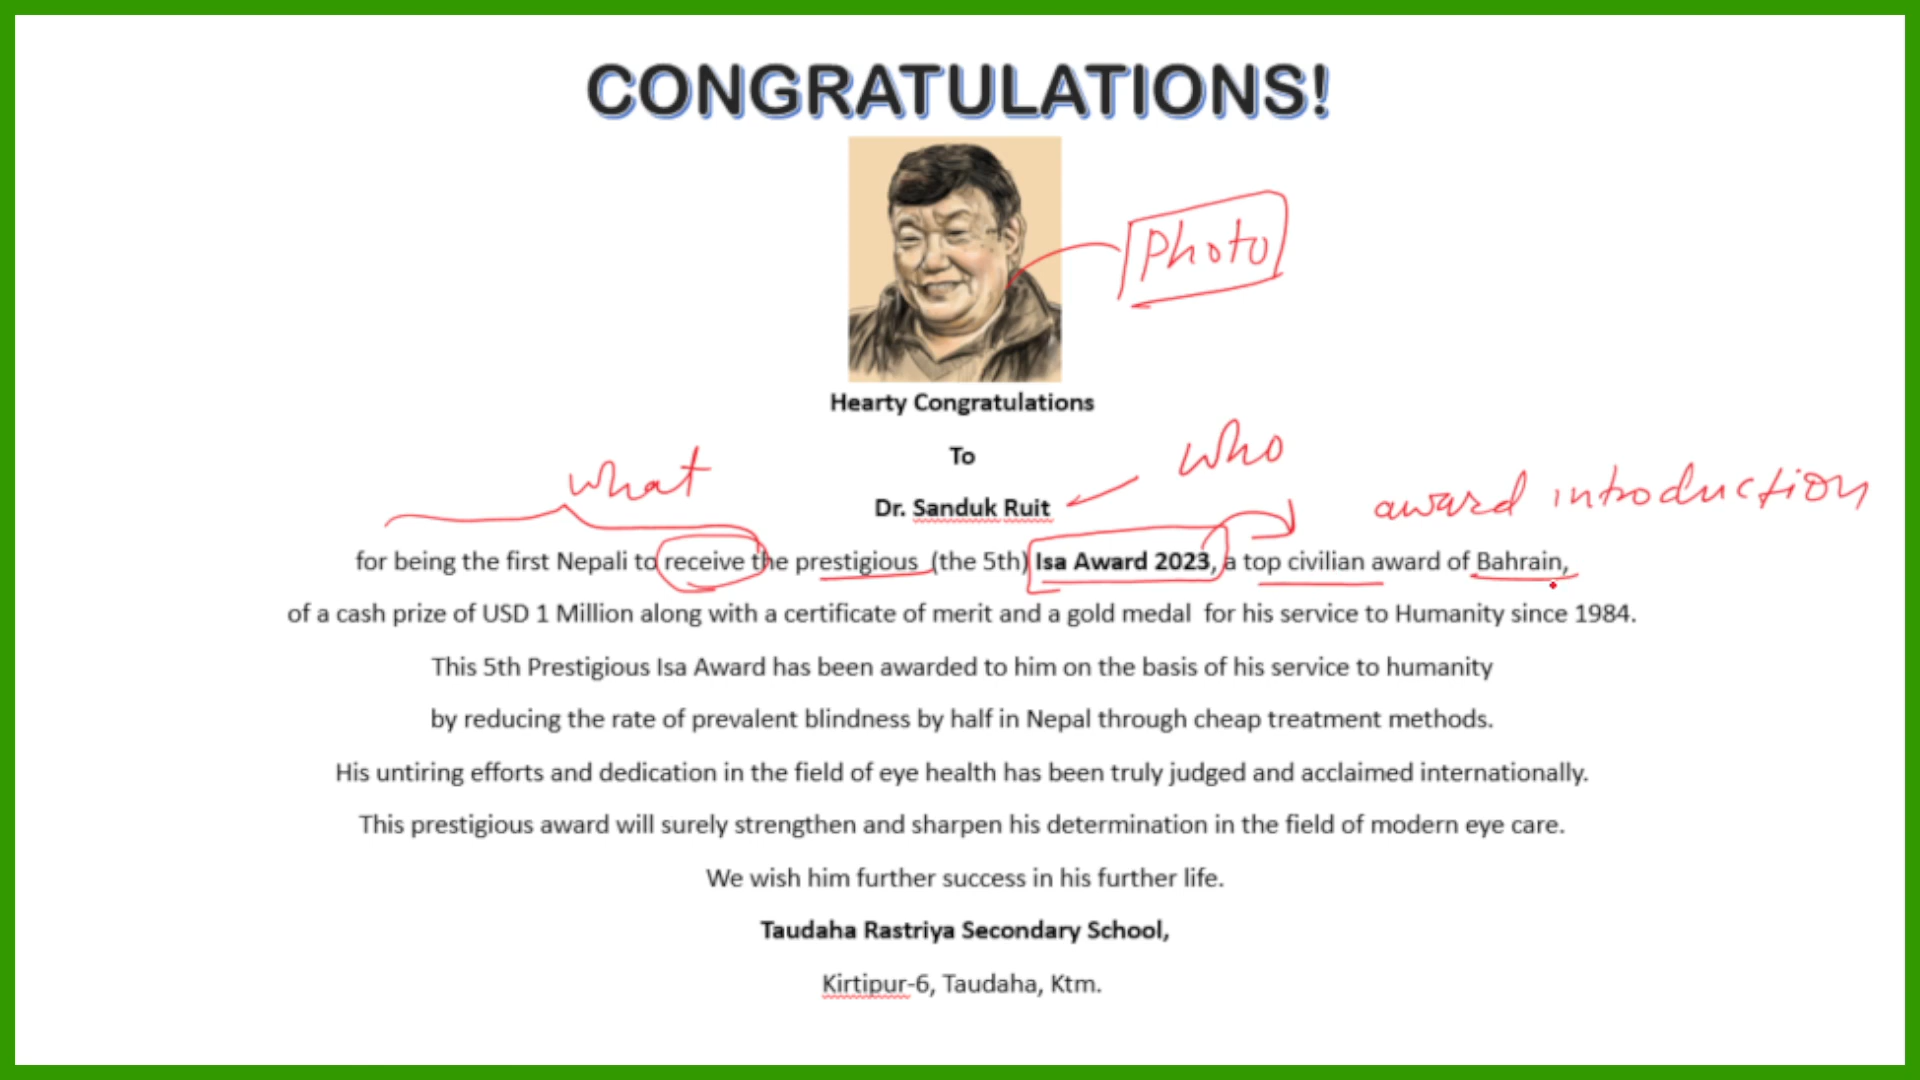 CONGRATULATIONS!
Photo
Hearty Congratulations
To
who
what
Dr. Sanduk Ruit
award introduction
for being the first Nepali to receive the prestigious (the 5th) Isa Award 2023, a top civilian award of Bahrain,
of a cash prize of USD 1 Million along with a certificate of merit and a gold medal for his service to Humanity since 1984.
This 5th Prestigious Isa Award has been awarded to him on the basis of his service to humanity
by reducing the rate of prevalent blindness by half in Nepal through cheap treatment methods.
His untiring efforts and dedication in the field of eye health has been truly judged and acclaimed internationally.
This prestigious award will surely strengthen and sharpen his determination in the field of modern eye care.
We wish him further success in his further life.
Taudaha Rastriya Secondary School,
Kirtipur-6, Taudaha, Ktm.